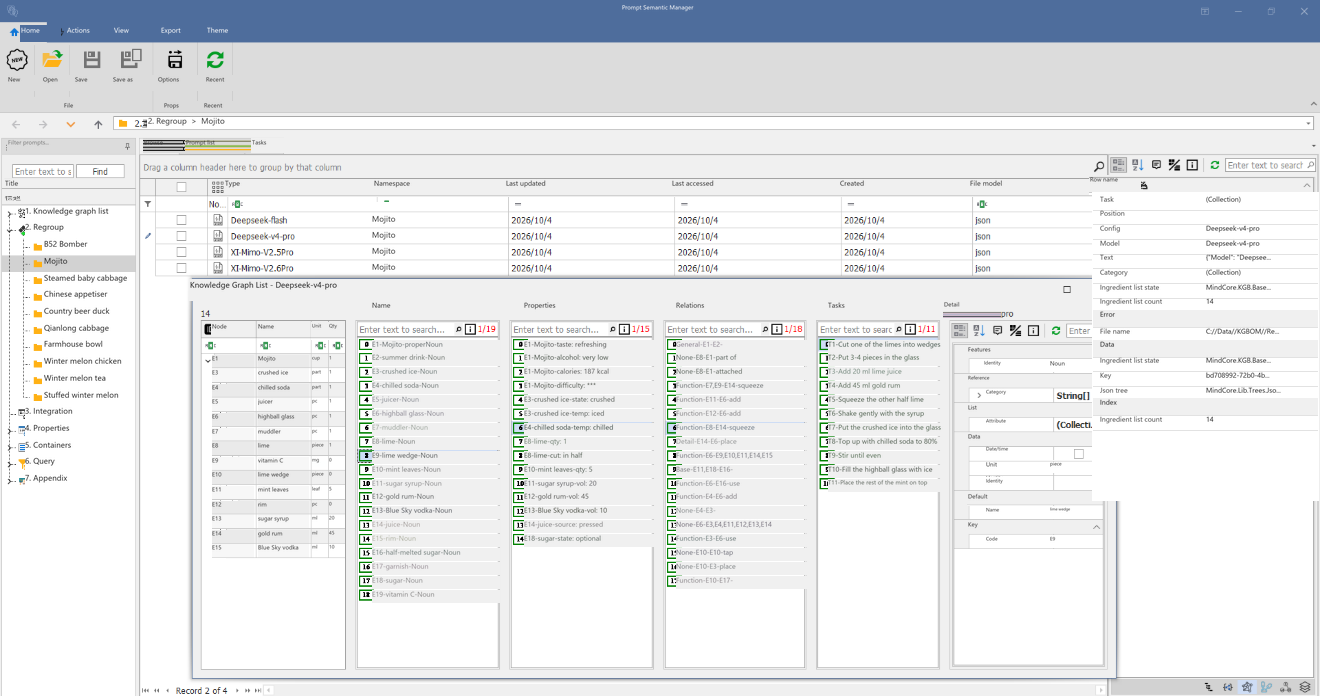 Prompt Semantic Manager
Home Actions View Export Theme
New Open Save Save as Options Recent
File Props Recent
2. Regroup > Mojito
Filter prompts...
Prompt list Tasks
Enter text to s Find
Title
1. Knowledge graph list
2. Regroup
B52 Bomber
Mojito
Steamed baby cabbage
Chinese appetiser
Country beer duck
Qianlong cabbage
Farmhouse bowl
Winter melon chicken
Winter melon tea
Stuffed winter melon
3. Integration
4. Properties
5. Containers
6. Query
7. Appendix
Drag a column header here to group by that column
Type Namespace Last updated Last accessed Created File model
No... = = =
Deepseek-flash Mojito 2026/10/4 2026/10/4 2026/10/4 json
Deepseek-v4-pro Mojito 2026/10/4 2026/10/4 2026/10/4 json
XI-Mimo-V2.5Pro Mojito 2026/10/4 2026/10/4 2026/10/4 json
XI-Mimo-V2.6Pro Mojito 2026/10/4 2026/10/4 2026/10/4 json
Enter text to search
Row name
Task (Collection)
Position
Config Deepseek-v4-pro
Model Deepseek-v4-pro
Text {"Model": "Deepsee...
Category (Collection)
Ingredient list state MindCore.KGB.Base...
Ingredient list count 14
Error
File name C://Data//KGBOM//Re...
Data
Ingredient list state MindCore.KGB.Base...
Key bd708992-72b0-4b...
Json tree MindCore.Lib.Trees.Jso...
Index
Ingredient list count 14
Knowledge Graph List - Deepseek-v4-pro
14
Node Name Unit Qty
E1 Mojito cup 1
E3 crushed ice part 1
E4 chilled soda part 1
E5 juicer pc 1
E6 highball glass pc 1
E7 muddler pc 1
E8 lime piece 1
E9 vitamin C mg 0
E10 lime wedge piece 0
E11 mint leaves leaf 5
E12 rim pc 0
E13 sugar syrup ml 20
E14 gold rum ml 45
E15 Blue Sky vodka ml 10
Name
Enter text to search... 1/19
E1-Mojito-properNoun
E2-summer drink-Noun
E3-crushed ice-Noun
E4-chilled soda-Noun
E5-juicer-Noun
E6-highball glass-Noun
E7-muddler-Noun
E8-lime-Noun
E9-lime wedge-Noun
E10-mint leaves-Noun
E11-sugar syrup-Noun
E12-gold rum-Noun
E13-Blue Sky vodka-Noun
E14-juice-Noun
E15-rim-Noun
E16-half-melted sugar-Noun
E17-garnish-Noun
E18-sugar-Noun
E19-vitamin C-Noun
Properties
Enter text to search... 1/15
E1-Mojito-taste: refreshing
E1-Mojito-alcohol: very low
E1-Mojito-calories: 187 kcal
E1-Mojito-difficulty: ***
E3-crushed ice-state: crushed
E3-crushed ice-temp: iced
E4-chilled soda-temp: chilled
E8-lime-qty: 1
E8-lime-cut: in half
E10-mint leaves-qty: 5
E11-sugar syrup-vol: 20
E12-gold rum-vol: 45
E13-Blue Sky vodka-vol: 10
E14-juice-source: pressed
E18-sugar-state: optional
Relations
Enter text to search... 1/18
General-E1-E2-
None-E8-E1-part of
None-E8-E1-attached
Function-E7,E9-E14-squeeze
Function-E11-E6-add
Function-E12-E6-add
Function-E8-E14-squeeze
Detail-E14-E6-place
Function-E6-E9,E10,E11,E14,E15
Base-E11,E18-E16-
Function-E6-E16-use
Function-E4-E6-add
None-E4-E3-
None-E6-E3,E4,E11,E12,E13,E14
Function-E3-E6-use
None-E10-E10-tap
None-E10-E3-place
Function-E10-E17-
Tasks
Enter text to searc 1/11
T1-Cut one of the limes into wedges
T2-Put 3-4 pieces in the glass
T3-Add 20 ml lime juice
T4-Add 45 ml gold rum
T5-Squeeze the other half lime
T6-Shake gently with the syrup
T7-Put the crushed ice into the glass
T8-Top up with chilled soda to 80%
T9-Stir until even
T10-Fill the highball glass with ice
T11-Place the rest of the mint on top
Detail
pro
Enter
Features
Identity Noun
Reference
Category String[]
List
Attribute (Collecti.
Data
Date/time
Unit piece
Identity
Default
Name lime wedge
Key
Code E9
Record 2 of 4